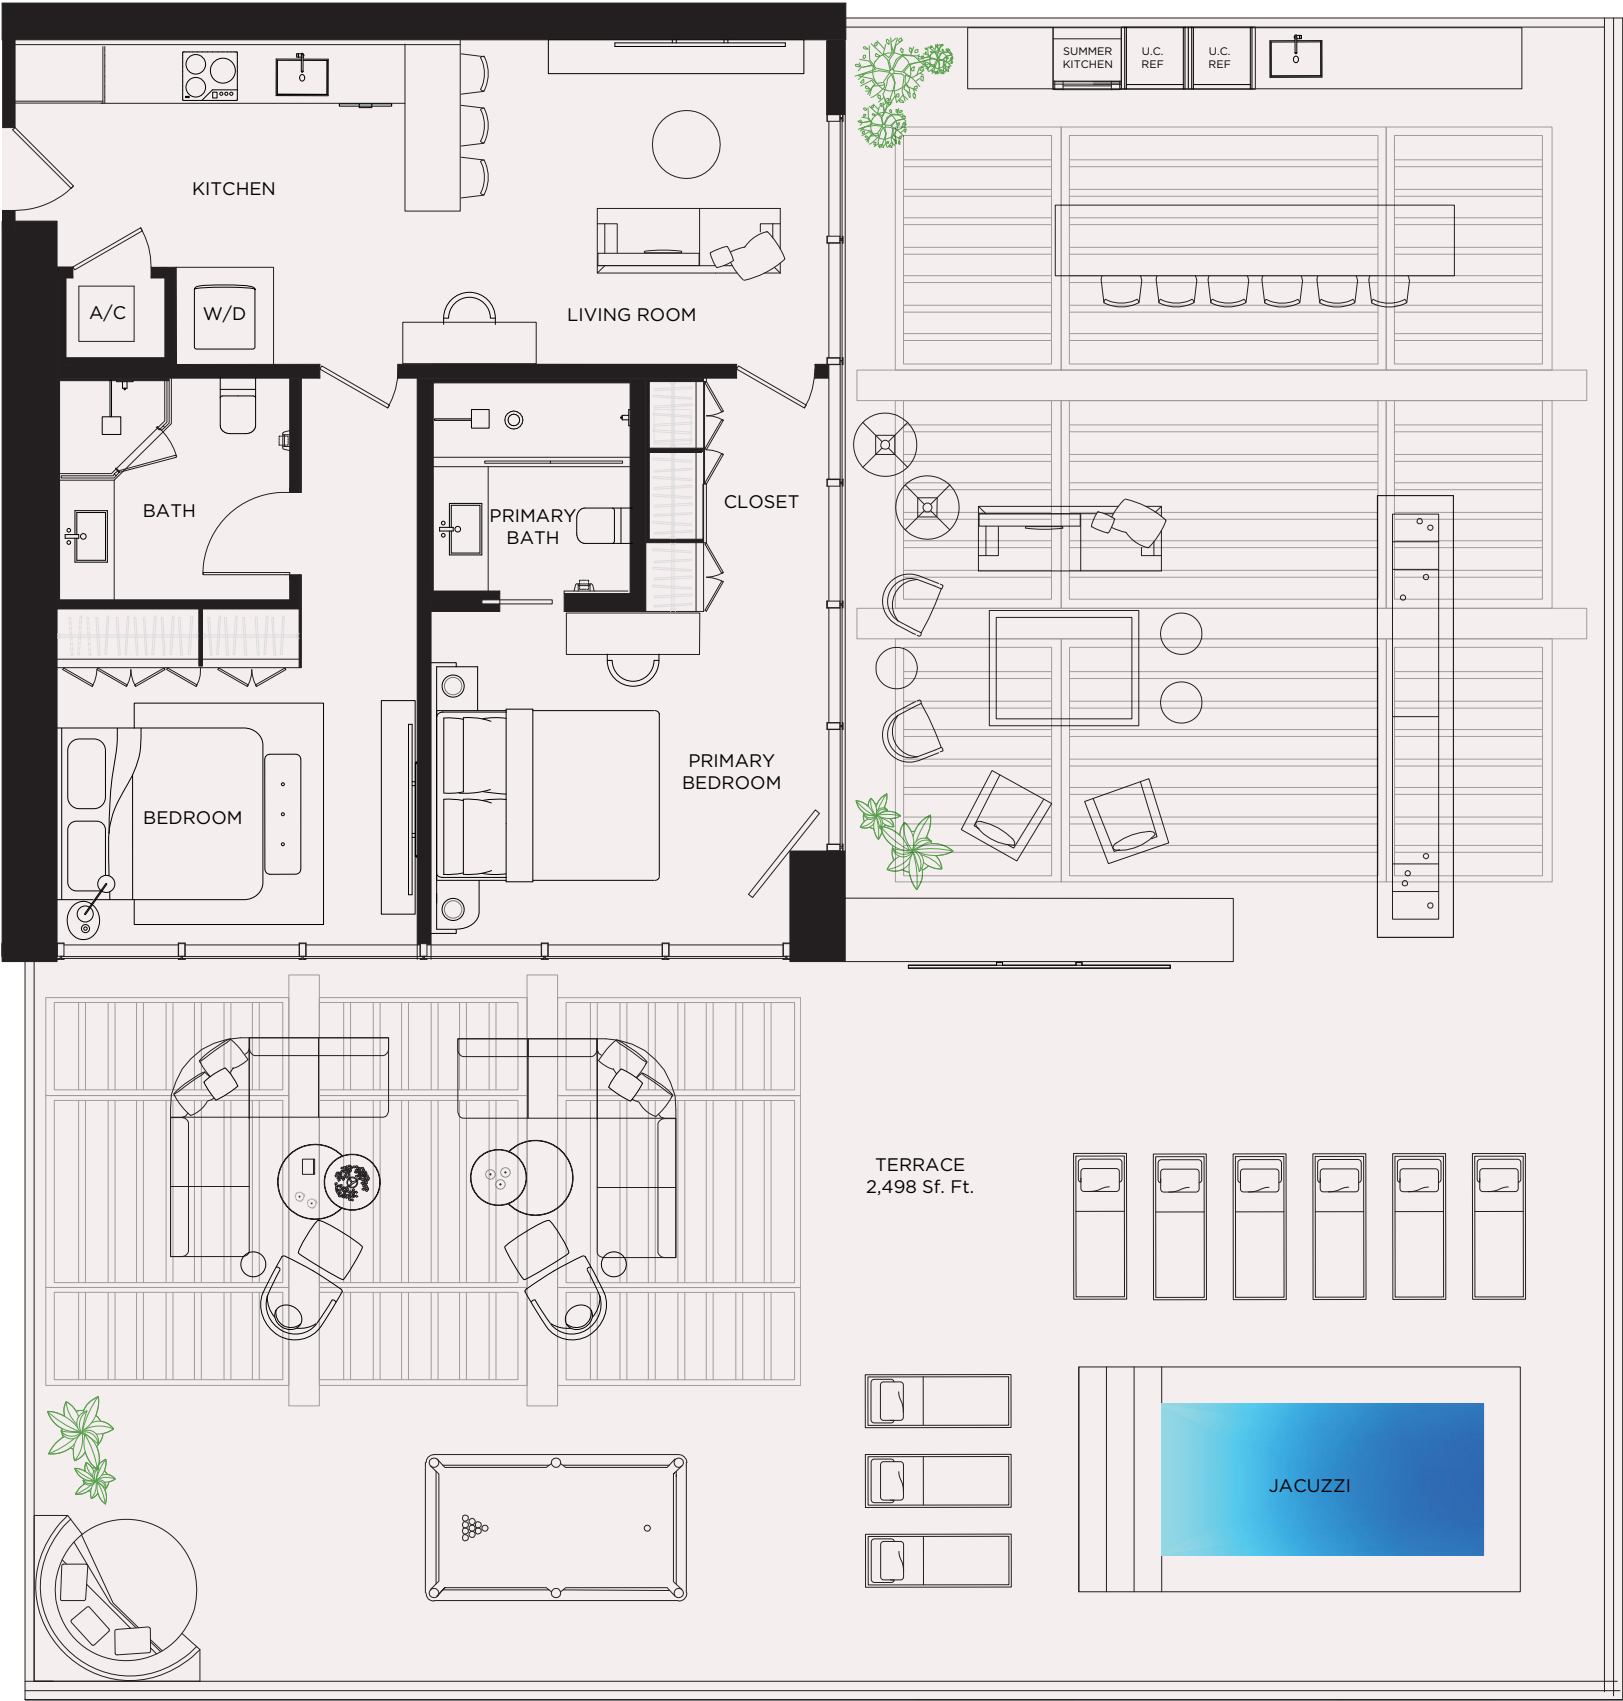 SUMMER
KITCHEN
U.C.
REF
U.C.
REF
KITCHEN
A/C
W/D
LIVING ROOM
BATH
PRIMARY
BATH
CLOSET
PRIMARY
BEDROOM
BEDROOM
TERRACE
2,498 Sf. Ft.
JACUZZI